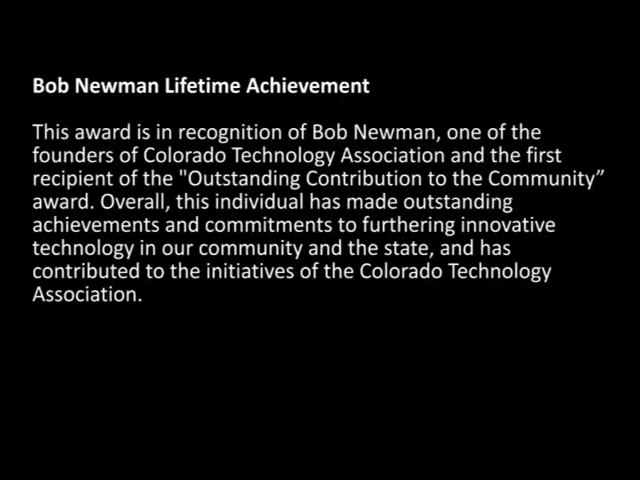 Bob Newman Lifetime Achievement
This award is in recognition of Bob Newman, one of the
founders of Colorado Technology Association and the first
recipient of the "Outstanding Contribution to the Community”
award. Overall, this individual has made outstanding
achievements and commitments to furthering innovative
technology in our community and the state, and has
contributed to the initiatives of the Colorado Technology
Association.